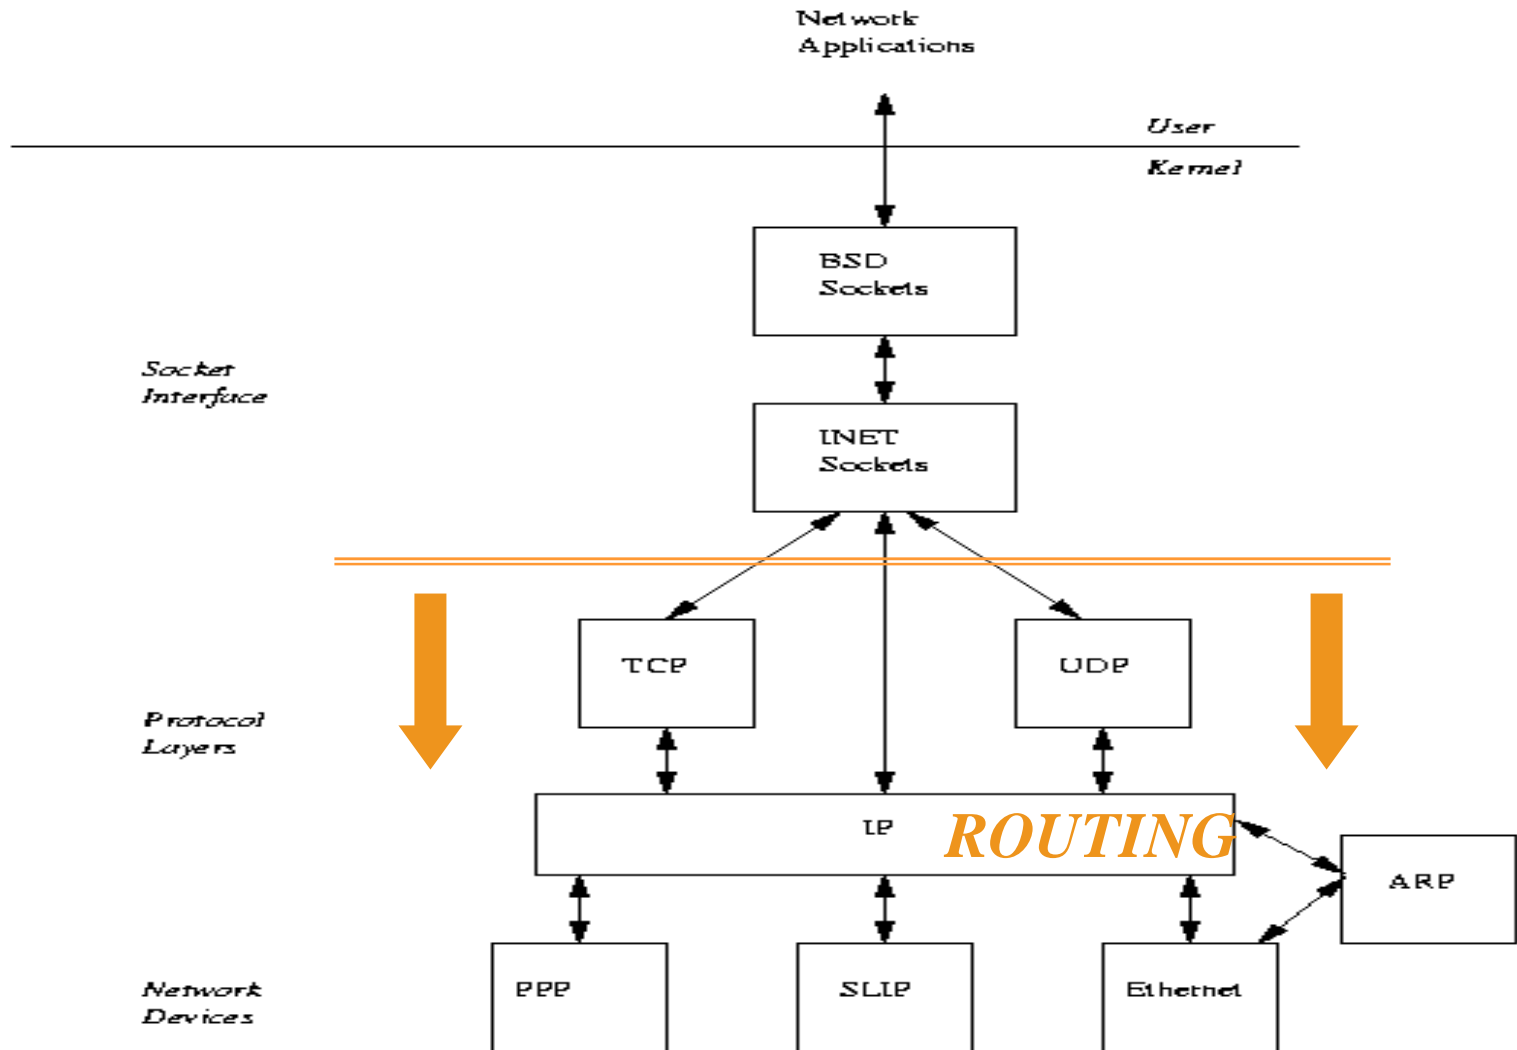 Network
Applications
User
Kernel
BSD
Sockets
Socket
Interface
INET
Sockets
TCP
UDP
Protocol
Layers
IP
ROUTING
ARP
Network
Devices
PPP
SLIP
Ethernet